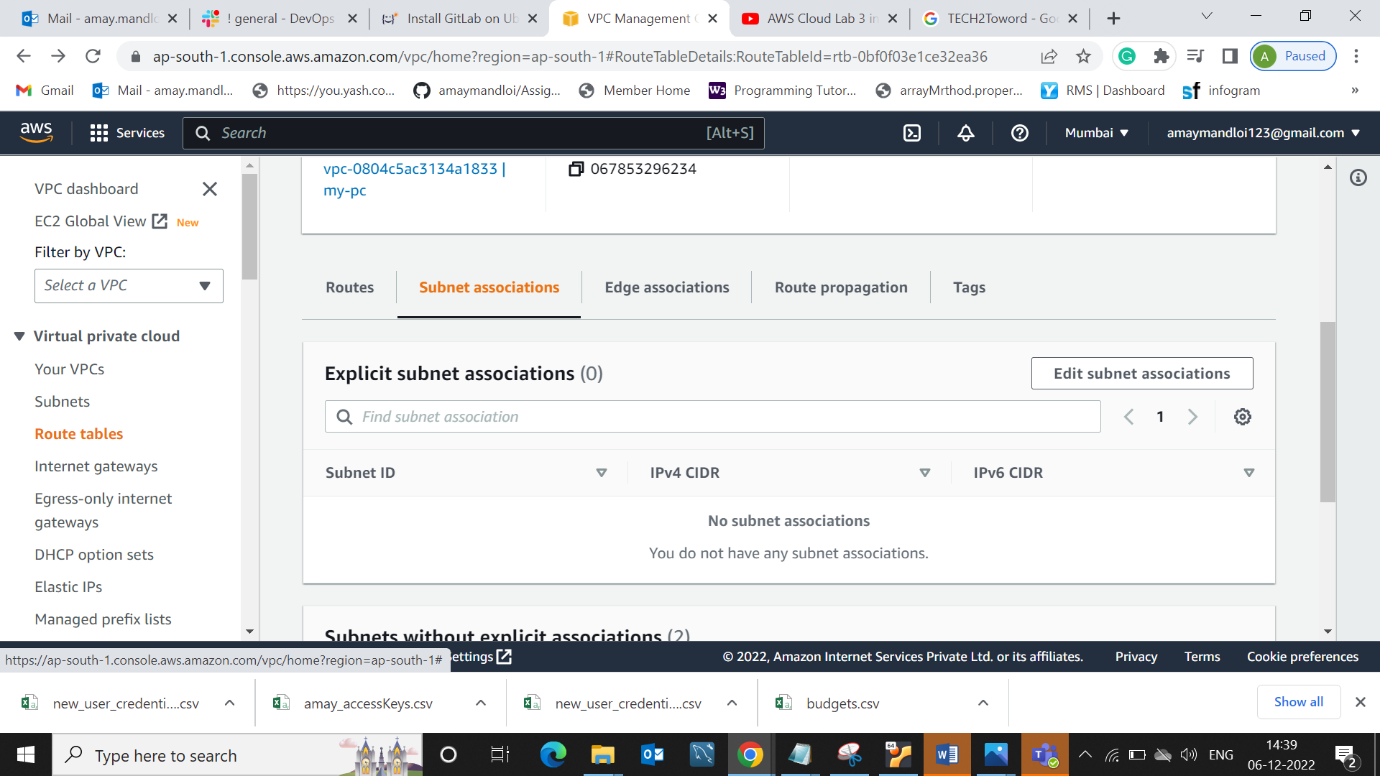 Mail - amay.mandlo
! general - DevOps
Install GitLab on Ub
VPC Management C
AWS Cloud Lab 3 in
TECH2Toword - Goo
ap-south-1.console.aws.amazon.com/vpc/home?region=ap-south-1#RouteTableDetails:RouteTableId=rtb-0bf0f03e1ce32ea36
A Paused
Gmail
Mail - amay.mandl...
https://you.yash.co...
amaymandloi/Assig...
Member Home
W3 Programming Tutor...
arrayMrthod.proper...
RMS | Dashboard
sf infogram
»
aws
Services
Search
[Alt+S]
Mumbai
amaymandloi123@gmail.com
VPC dashboard
EC2 Global View New
Filter by VPC:
Select a VPC
Virtual private cloud
Your VPCs
Subnets
Route tables
Internet gateways
Egress-only internet
gateways
DHCP option sets
Elastic IPs
Managed prefix lists
vpc-0804c5ac3134a1833 |
my-pc
067853296234
Routes
Subnet associations
Edge associations
Route propagation
Tags
Explicit subnet associations (0)
Edit subnet associations
Find subnet association
1
Subnet ID
IPv4 CIDR
IPv6 CIDR
No subnet associations
You do not have any subnet associations.
Subnets without explicit associations (2)
https://ap-south-1.console.aws.amazon.com/vpc/home?region=ap-south-1#
ettings
© 2022, Amazon Internet Services Private Ltd. or its affiliates.
Privacy
Terms
Cookie preferences
new_user_credenti....csv
amay_accessKeys.csv
new_user_credenti....csv
budgets.csv
Show all
Type here to search
ENG
14:39
06-12-2022
2